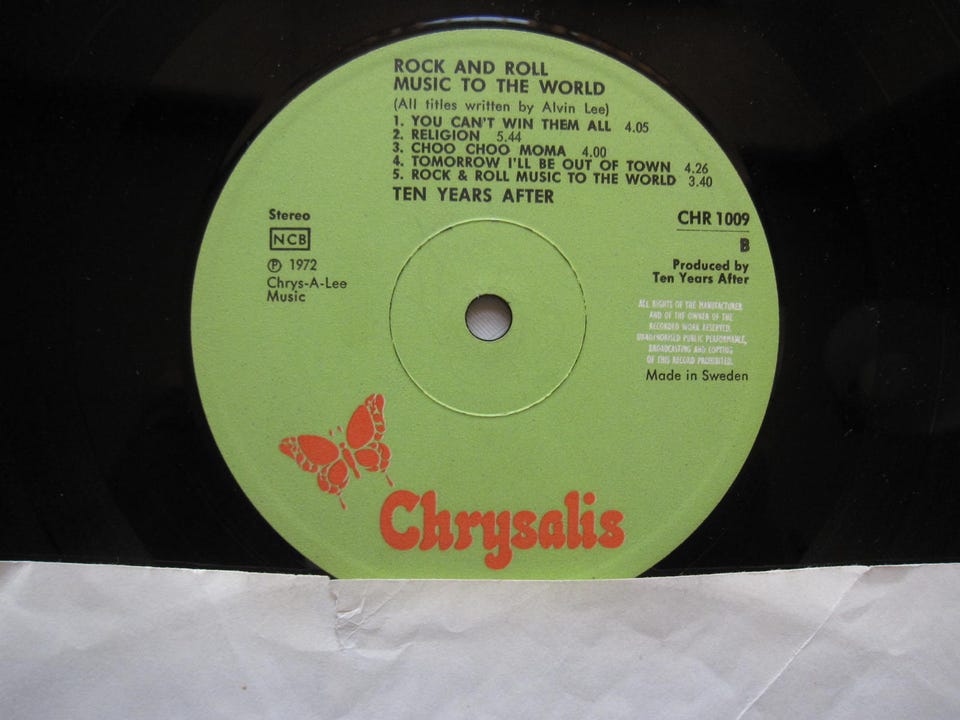 ROCK AND ROLL
MUSIC TO THE WORLD
(All titles written by Alvin Lee)
1. YOU CAN'T WIN THEM ALL 4.05
2. RELIGION 5.44
3. CHOO CHOO MOMA 4.00
4. TOMORROW I'LL BE OUT OF TOWN 4.26
5. ROCK & ROLL MUSIC TO THE WORLD 3.40
TEN YEARS AFTER
Stereo
NCB
Ⓟ 1972
Chrys-A-Lee
Music
CHR 1009
B
Produced by
Ten Years After
ALL RIGHTS OF THE MANUFACTURER
AND OF THE OWNER OF THE
RECORDED WORK RESERVED.
UNAUTHORISED PUBLIC PERFORMANCE,
BROADCASTING AND COPYING
OF THIS RECORD PROHIBITED.
Made in Sweden
Chrysalis